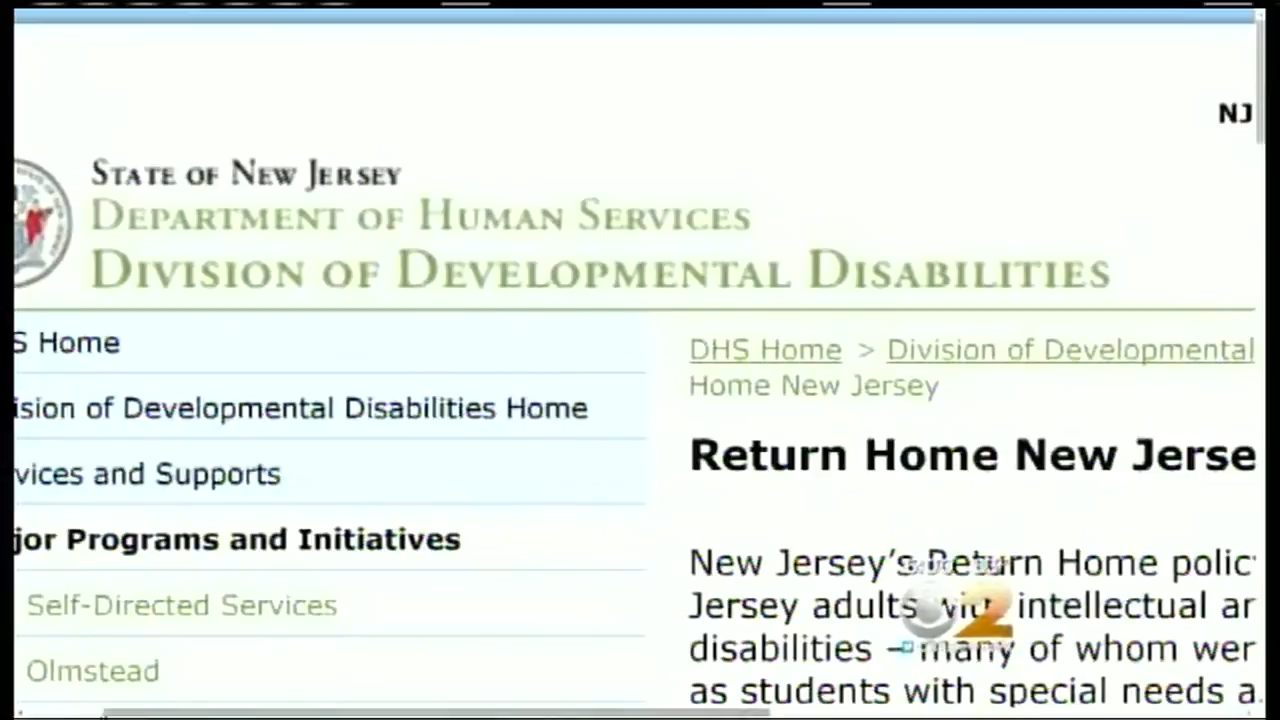 NJ
STATE OF NEW JERSEY
DEPARTMENT OF HUMAN SERVICES
DIVISION OF DEVELOPMENTAL DISABILITIES
S Home
ision of Developmental Disabilities Home
vices and Supports
jor Programs and Initiatives
Self-Directed Services
Olmstead
DHS Home > Division of Developmental
Home New Jersey
Return Home New Jerse
New Jersey's Return Home polic
Jersey adults with intellectual ar
disabilities – many of whom wer
as students with special needs a
2